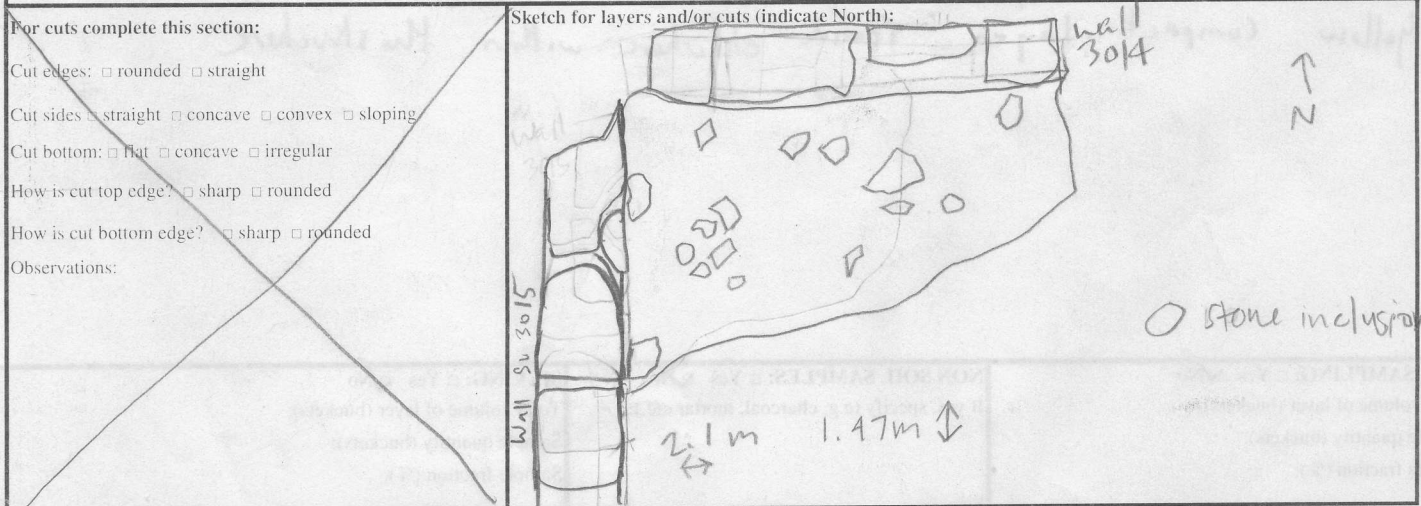 For cuts complete this section:
Cut edges: □ rounded □ straight
Cut sides □ straight □ concave □ convex □ sloping
Cut bottom: □ flat □ concave □ irregular
How is cut top edge? □ sharp □ rounded
How is cut bottom edge? □ sharp □ rounded
Observations:
Sketch for layers and/or cuts (indicate North):
wall
3014
N
Wall SU 3015
stone inclusion
2.1m
1.47m